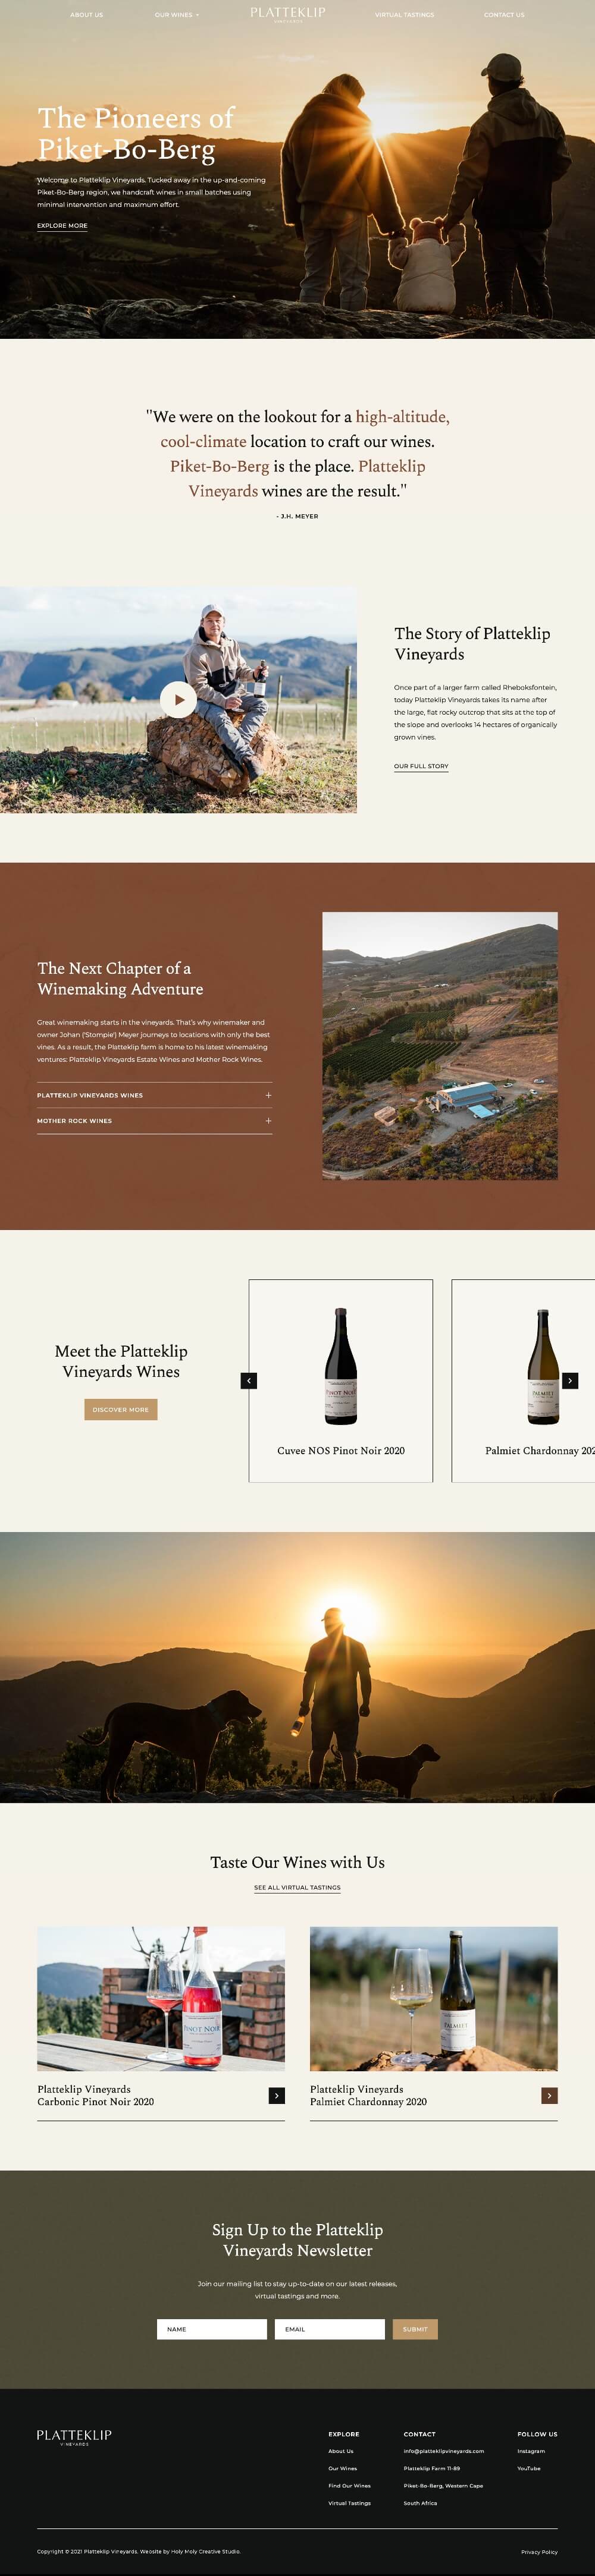 ABOUT US
OUR WINES
PLATTEKLIP
VINEYARDS
VIRTUAL TASTINGS
CONTACT US
The Pioneers of
Piket-Bo-Berg
Welcome to Platteklip Vineyards. Tucked away in the up-and-coming
Piket-Bo-Berg region, we handcraft wines in small batches using
minimal intervention and maximum effort.
EXPLORE MORE
"We were on the lookout for a high-altitude,
cool-climate location to craft our wines.
Piket-Bo-Berg is the place. Platteklip
Vineyards wines are the result."
- J.H. MEYER
The Story of Platteklip
Vineyards
Once part of a larger farm called Rheboksfontein,
today Platteklip Vineyards takes its name after
the large, flat rocky outcrop that sits at the top of
the slope and overlooks 14 hectares of organically
grown vines.
OUR FULL STORY
The Next Chapter of a
Winemaking Adventure
Great winemaking starts in the vineyards. That's why winemaker and
owner Johan ('Stompie') Meyer journeys to locations with only the best
vines. As a result, the Platteklip farm is home to his latest winemaking
ventures: Platteklip Vineyards Estate Wines and Mother Rock Wines.
PLATTEKLIP VINEYARDS WINES +
MOTHER ROCK WINES +
Meet the Platteklip
Vineyards Wines
DISCOVER MORE
PINOT NOIR
Cuvee NOS Pinot Noir 2020
PALMIET
Palmiet Chardonnay 202
Taste Our Wines with Us
SEE ALL VIRTUAL TASTINGS
PINOT NOIR
Platteklip Vineyards
Carbonic Pinot Noir 2020
PALMIET
Platteklip Vineyards
Palmiet Chardonnay 2020
Sign Up to the Platteklip
Vineyards Newsletter
Join our mailing list to stay up-to-date on our latest releases,
virtual tastings and more.
NAME
EMAIL
SUBMIT
PLATTEKLIP
VINEYARDS
EXPLORE
About Us
Our Wines
Find Our Wines
Virtual Tastings
CONTACT
info@platteklipvineyards.com
Platteklip Farm 11-89
Piket-Bo-Berg, Western Cape
South Africa
FOLLOW US
Instagram
YouTube
Copyright © 2021 Platteklip Vineyards. Website by Holy Moly Creative Studio.
Privacy Policy